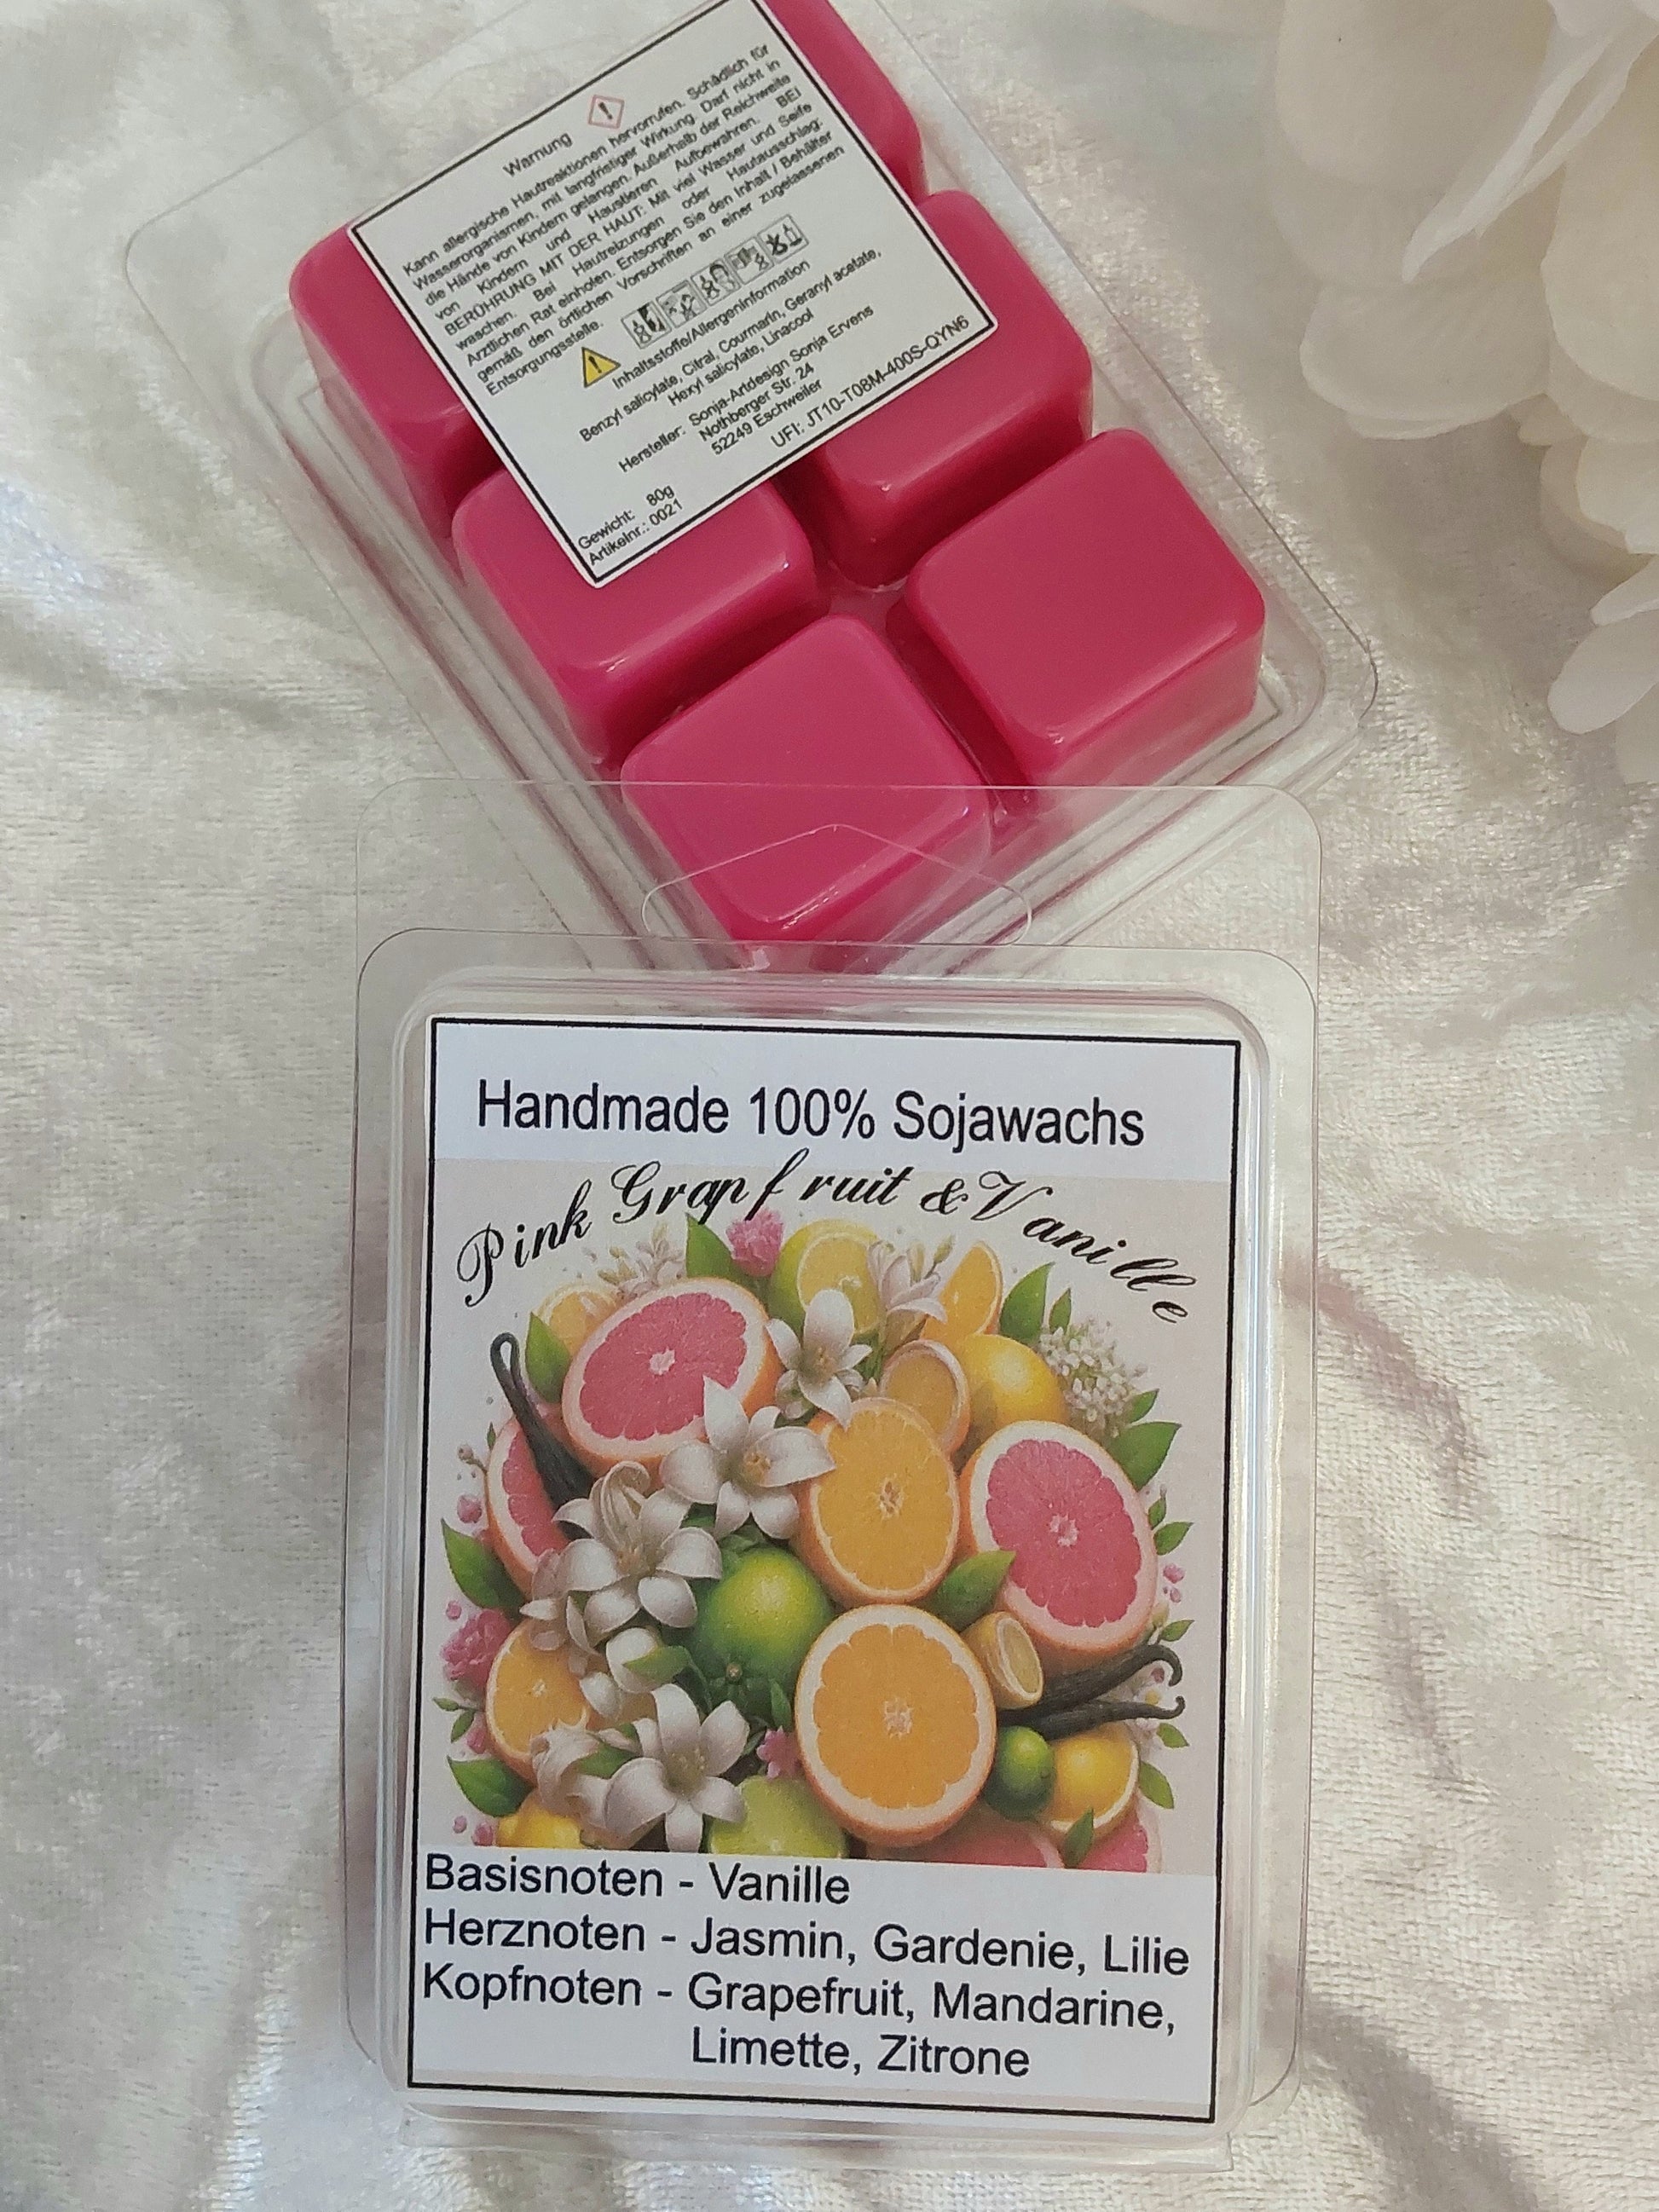 Warnung
Kann allergische Hautreaktionen hervorrufen. Schädlich für
Wasserorganismen, mit langfristiger Wirkung. Darf nicht in
die Hände von Kindern gelangen. Außerhalb der Reichweite
von Kindern und Haustieren Aufbewahren. BEI
BERÜHRUNG MIT DER HAUT: Mit viel Wasser und Seife
waschen. Bei Hautreizungen oder Hautausschlag:
Ärztlichen Rat einholen. Entsorgen Sie den Inhalt / Behälter
gemäß den örtlichen Vorschriften an einer zugelassenen
Entsorgungsstelle.
Inhaltsstoffe/Allergeninformation
Benzyl salicylate, Citral, Courmarin, Geranyl acetate,
Hexyl salicylate, Linacool
Hersteller: Sonja-Artdesign Sonja Ervens
Nothberger Str. 24
52249 Eschweiler
UFI: JT10-T08M-400S-QYN6
Gewicht: 80g
Artikelnr.: 0021
Handmade 100% Sojawachs
Pink Grapfruit & Vanille
Basisnoten - Vanille
Herznoten - Jasmin, Gardenie, Lilie
Kopfnoten - Grapefruit, Mandarine,
Limette, Zitrone